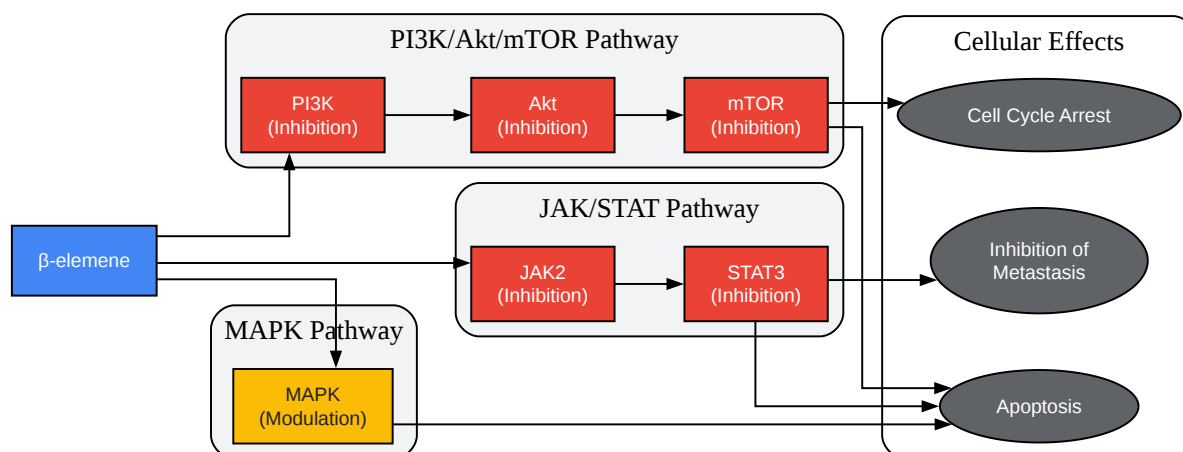 PI3K/Akt/mTOR Pathway
PI3K
(Inhibition)
Akt
(Inhibition)
mTOR
(Inhibition)
Cellular Effects
Cell Cycle Arrest
JAK/STAT Pathway
β-elemene
JAK2
(Inhibition)
STAT3
(Inhibition)
Inhibition of
Metastasis
MAPK Pathway
MAPK
(Modulation)
Apoptosis